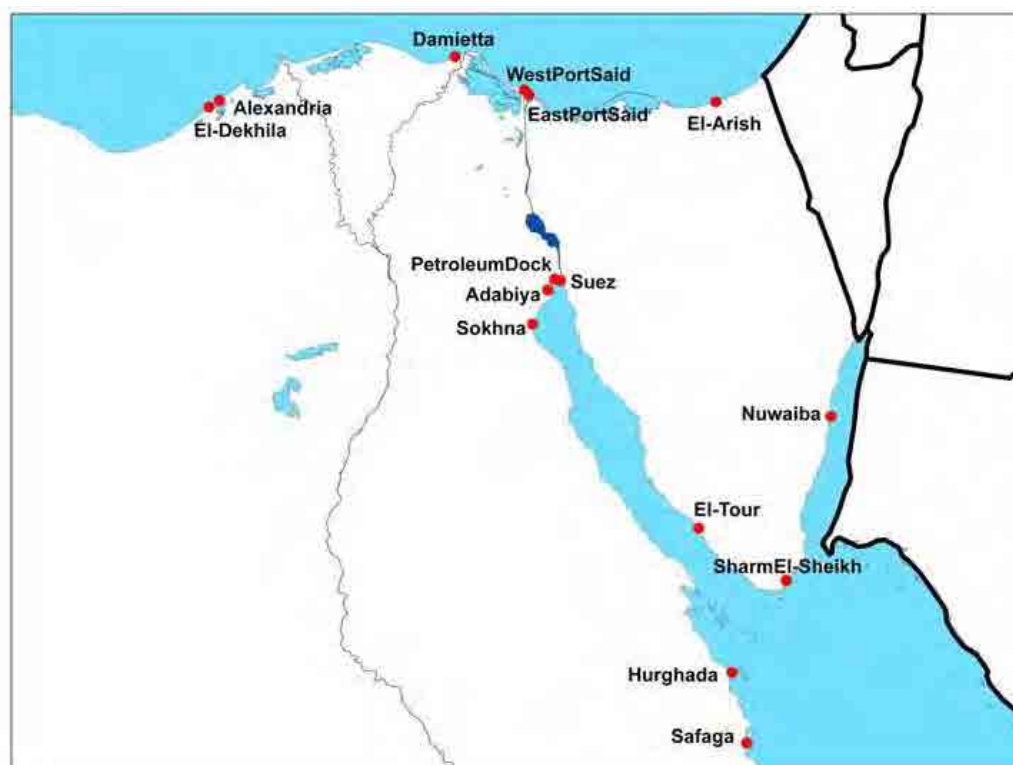 Damietta
WestPortSaid
Alexandria
EastPortSaid
El-Dekhila
El-Arish
PetroleumDock
Suez
Adabiya
Sokhna
Nuwaiba
El-Tour
SharmEl-Sheikh
Hurghada
Safaga